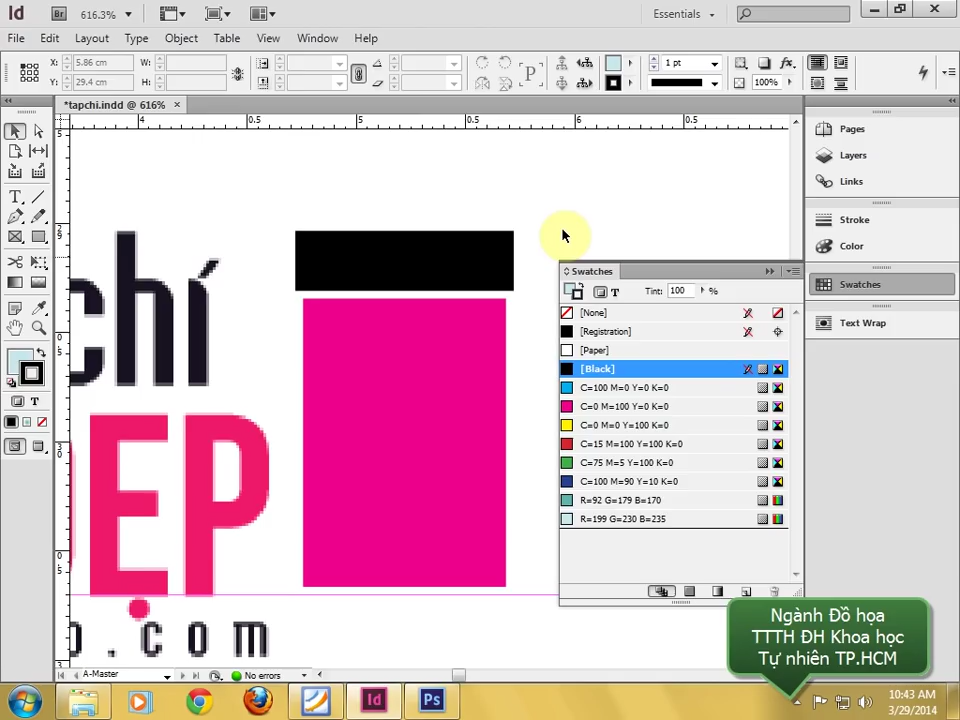 Id
Br
616.3%
Essentials
File Edit Layout Type Object Table View Window Help
X: 5.86 cm
W:
1 pt
Y: 29.4 cm
H:
100%
*tapchi.indd @ 616%
4 0.5 5 0.5 6 0.5
chí
ĐẸP
p.com
Pages
Layers
Links
Stroke
Color
Swatches
Text Wrap
Swatches
T Tint: 100 %
[None]
[Registration]
[Paper]
[Black]
C=100 M=0 Y=0 K=0
C=0 M=100 Y=0 K=0
C=0 M=0 Y=100 K=0
C=15 M=100 Y=100 K=0
C=75 M=5 Y=100 K=0
C=100 M=90 Y=10 K=0
R=92 G=179 B=170
R=199 G=230 B=235
Ngành Đồ họa
TTTH ĐH Khoa học
Tự nhiên TP.HCM
A-Master
No errors
Id
Ps
10:43 AM
3/29/2014